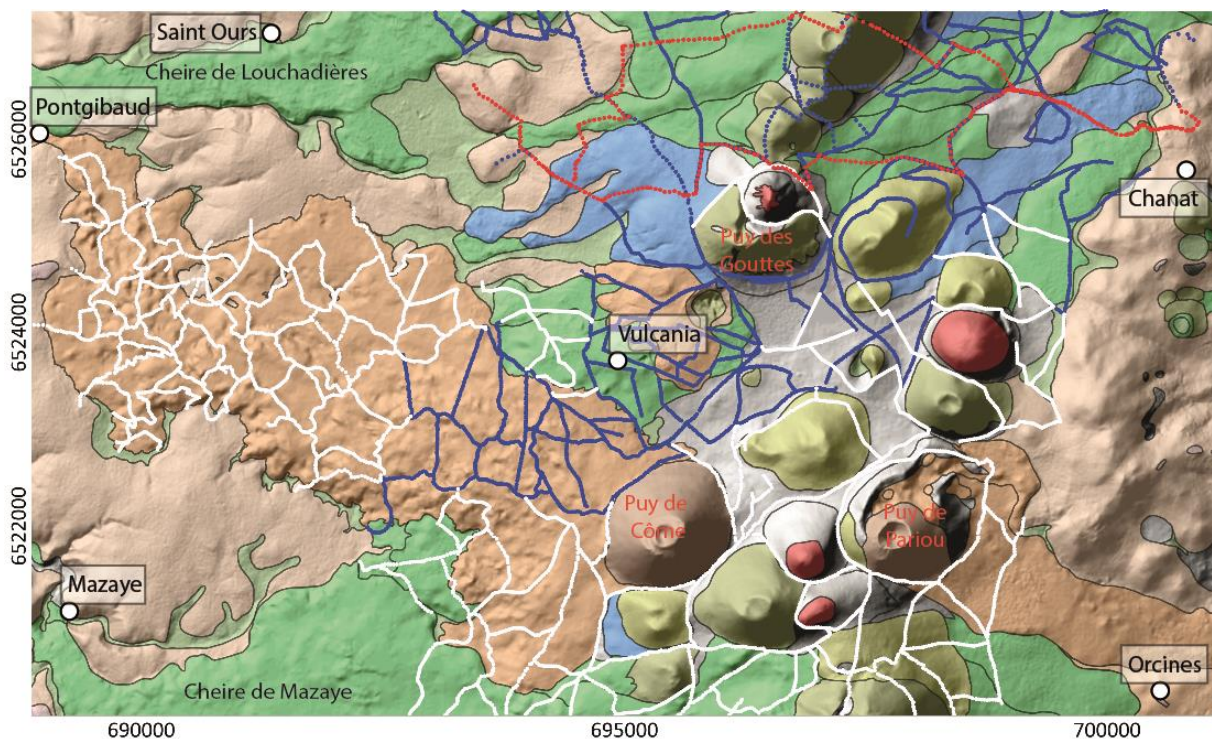 Saint Ours
Cheire de Louchadières
Pontgibaud
6526000
Chanat
Puy des
Gouttes
6524000
Vulcania
6522000
Puy de
Côme
Puy de
Pariou
Mazaye
Cheire de Mazaye
Orcines
690000
695000
700000